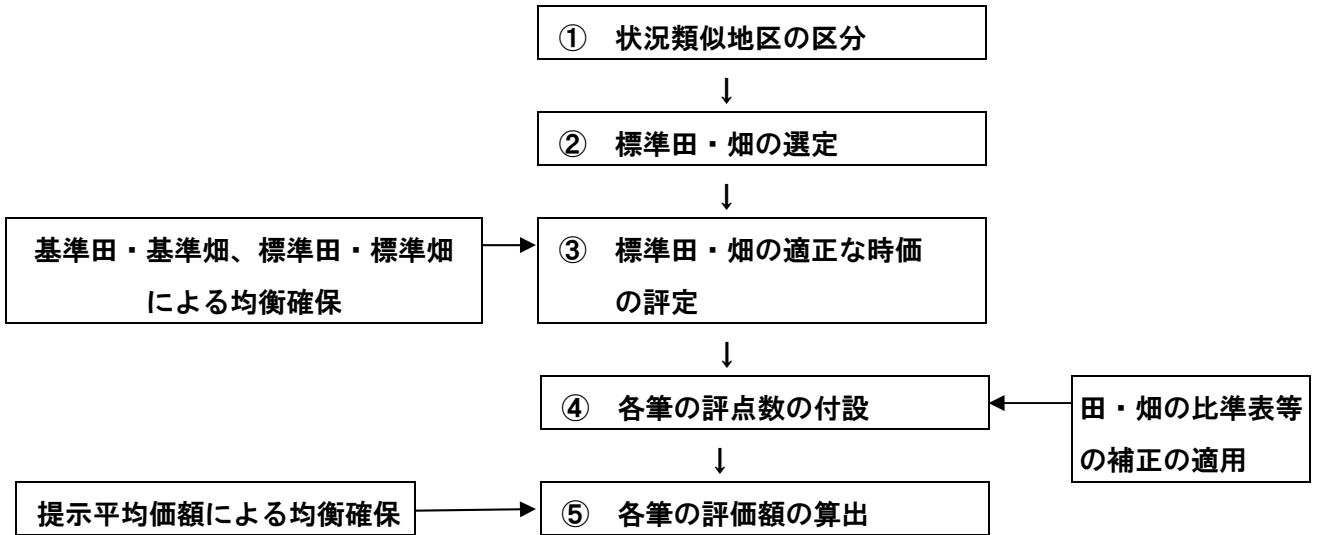 ① 状況類似地区の区分
↓
② 標準田・畑の選定
↓
基準田・基準畑、標準田・標準畑
による均衡確保
③ 標準田・畑の適正な時価
の評定
↓
④ 各筆の評点数の付設
田・畑の比準表等
の補正の適用
↓
提示平均価額による均衡確保
⑤ 各筆の評価額の算出